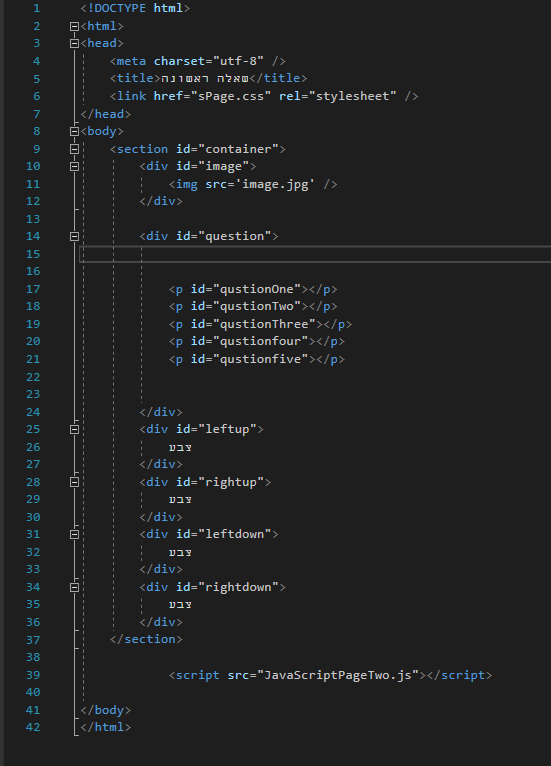 1 <!DOCTYPE html>
2 <html>
3 <head>
4 <meta charset="utf-8" />
5 <title>שאלה ראשונה</title>
6 <link href="sPage.css" rel="stylesheet" />
7 </head>
8 <body>
9 <section id="container">
10 <div id="image">
11 <img src='image.jpg' />
12 </div>
13
14 <div id="question">
15
16
17 <p id="qustionOne"></p>
18 <p id="qustionTwo"></p>
19 <p id="qustionThree"></p>
20 <p id="qustionfour"></p>
21 <p id="qustionfive"></p>
22
23
24 </div>
25 <div id="leftup">
26 צבע
27 </div>
28 <div id="rightup">
29 צבע
30 </div>
31 <div id="leftdown">
32 צבע
33 </div>
34 <div id="rightdown">
35 צבע
36 </div>
37 </section>
38
39 <script src="JavaScriptPageTwo.js"></script>
40
41 </body>
42 </html>